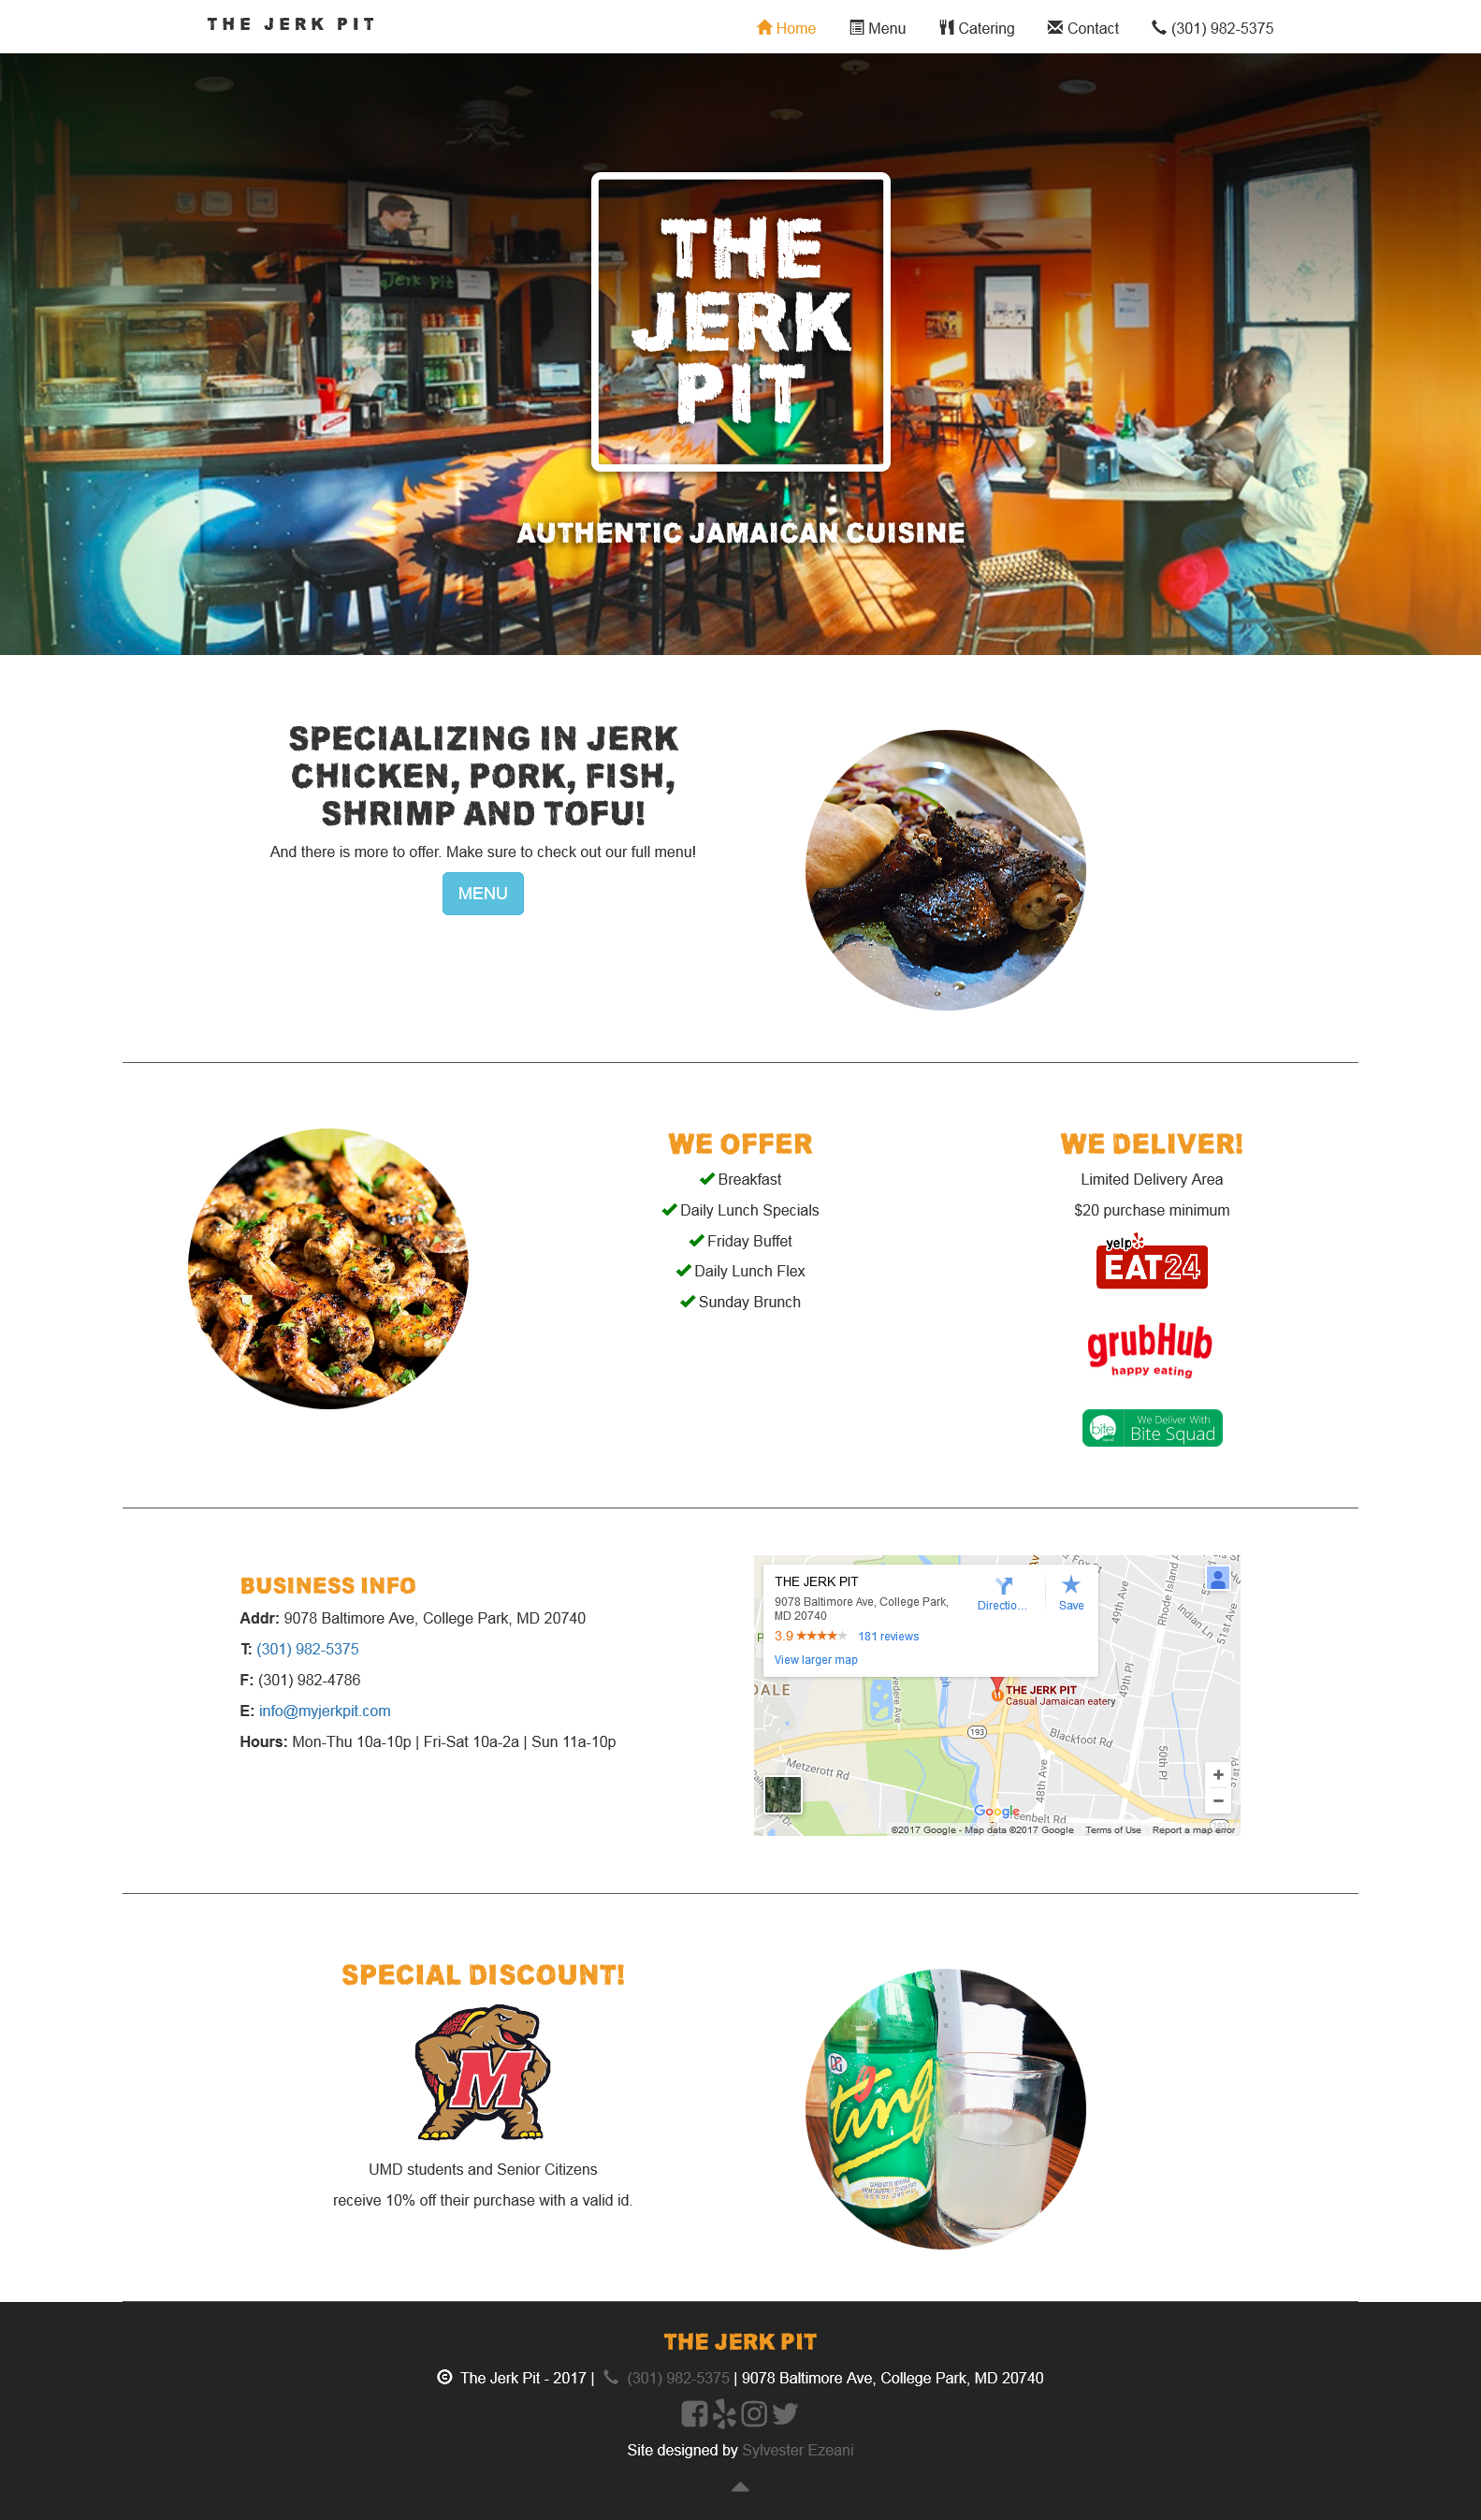 THE JERK PIT
Home Menu Catering Contact (301) 982-5375
Jerk pit
THE
JERK
PIT
AUTHENTIC JAMAICAN CUISINE
SPECIALIZING IN JERK
CHICKEN, PORK, FISH,
SHRIMP AND TOFU!
And there is more to offer. Make sure to check out our full menu!
MENU
WE OFFER
Breakfast
Daily Lunch Specials
Friday Buffet
Daily Lunch Flex
Sunday Brunch
WE DELIVER!
Limited Delivery Area
$20 purchase minimum
yelp
EAT24
grubHub
happy eating
bite squad
We Deliver With
Bite Squad
BUSINESS INFO
Addr: 9078 Baltimore Ave, College Park, MD 20740
T: (301) 982-5375
F: (301) 982-4786
E: info@myjerkpit.com
Hours: Mon-Thu 10a-10p | Fri-Sat 10a-2a | Sun 11a-10p
THE JERK PIT
9078 Baltimore Ave, College Park,
MD 20740
3.9 181 reviews
View larger map
Directio...
Save
49th Ave
Rhode Island A
Indian Ln
51st Ave
49th Pl
DALE
THE JERK PIT
Casual Jamaican eatery
193
Blackfoot Rd
Metzerott Rd
48th Ave
50th Pl
51st Pl
Google
eenbelt Rd
193
©2017 Google - Map data ©2017 Google Terms of Use Report a map error
SPECIAL DISCOUNT!
M
UMD students and Senior Citizens
receive 10% off their purchase with a valid id.
DG
Ting
THE JERK PIT
© The Jerk Pit - 2017 | (301) 982-5375 | 9078 Baltimore Ave, College Park, MD 20740
Site designed by Sylvester Ezeani